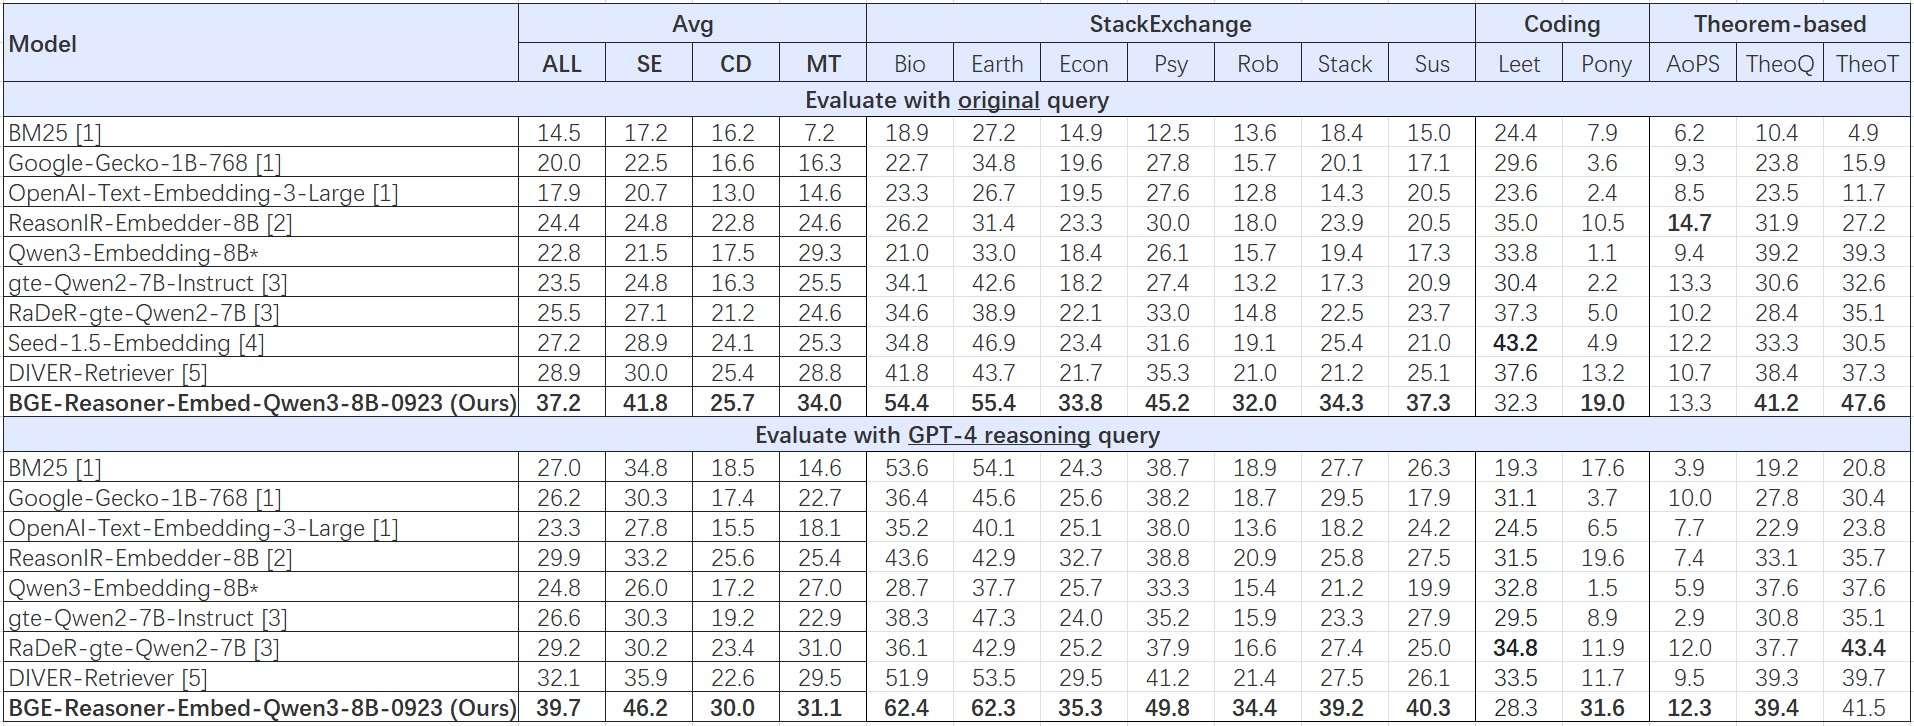 Model Avg StackExchange Coding Theorem-based
ALL SE CD MT Bio Earth Econ Psy Rob Stack Sus Leet Pony AoPS TheoQ TheoT
Evaluate with original query
BM25 [1] 14.5 17.2 16.2 7.2 18.9 27.2 14.9 12.5 13.6 18.4 15.0 24.4 7.9 6.2 10.4 4.9
Google-Gecko-1B-768 [1] 20.0 22.5 16.6 16.3 22.7 34.8 19.6 27.8 15.7 20.1 17.1 29.6 3.6 9.3 23.8 15.9
OpenAI-Text-Embedding-3-Large [1] 17.9 20.7 13.0 14.6 23.3 26.7 19.5 27.6 12.8 14.3 20.5 23.6 2.4 8.5 23.5 11.7
ReasonIR-Embedder-8B [2] 24.4 24.8 22.8 24.6 26.2 31.4 23.3 30.0 18.0 23.9 20.5 35.0 10.5 14.7 31.9 27.2
Qwen3-Embedding-8B* 22.8 21.5 17.5 29.3 21.0 33.0 18.4 26.1 15.7 19.4 17.3 33.8 1.1 9.4 39.2 39.3
gte-Qwen2-7B-Instruct [3] 23.5 24.8 16.3 25.5 34.1 42.6 18.2 27.4 13.2 17.3 20.9 30.4 2.2 13.3 30.6 32.6
RaDeR-gte-Qwen2-7B [3] 25.5 27.1 21.2 24.6 34.6 38.9 22.1 33.0 14.8 22.5 23.7 37.3 5.0 10.2 28.4 35.1
Seed-1.5-Embedding [4] 27.2 28.9 24.1 25.3 34.8 46.9 23.4 31.6 19.1 25.4 21.0 43.2 4.9 12.2 33.3 30.5
DIVER-Retriever [5] 28.9 30.0 25.4 28.8 41.8 43.7 21.7 35.3 21.0 21.2 25.1 37.6 13.2 10.7 38.4 37.3
BGE-Reasoner-Embed-Qwen3-8B-0923 (Ours) 37.2 41.8 25.7 34.0 54.4 55.4 33.8 45.2 32.0 34.3 37.3 32.3 19.0 13.3 41.2 47.6
Evaluate with GPT-4 reasoning query
BM25 [1] 27.0 34.8 18.5 14.6 53.6 54.1 24.3 38.7 18.9 27.7 26.3 19.3 17.6 3.9 19.2 20.8
Google-Gecko-1B-768 [1] 26.2 30.3 17.4 22.7 36.4 45.6 25.6 38.2 18.7 29.5 17.9 31.1 3.7 10.0 27.8 30.4
OpenAI-Text-Embedding-3-Large [1] 23.3 27.8 15.5 18.1 35.2 40.1 25.1 38.0 13.6 18.2 24.2 24.5 6.5 7.7 22.9 23.8
ReasonIR-Embedder-8B [2] 29.9 33.2 25.6 25.4 43.6 42.9 32.7 38.8 20.9 25.8 27.5 31.5 19.6 7.4 33.1 35.7
Qwen3-Embedding-8B* 24.8 26.0 17.2 27.0 28.7 37.7 25.7 33.3 15.4 21.2 19.9 32.8 1.5 5.9 37.6 37.6
gte-Qwen2-7B-Instruct [3] 26.6 30.3 19.2 22.9 38.3 47.3 24.0 35.2 15.9 23.3 27.9 29.5 8.9 2.9 30.8 35.1
RaDeR-gte-Qwen2-7B [3] 29.2 30.2 23.4 31.0 36.1 42.9 25.2 37.9 16.6 27.4 25.0 34.8 11.9 12.0 37.7 43.4
DIVER-Retriever [5] 32.1 35.9 22.6 29.5 51.9 53.5 29.5 41.2 21.4 27.5 26.1 33.5 11.7 9.5 39.3 39.7
BGE-Reasoner-Embed-Qwen3-8B-0923 (Ours) 39.7 46.2 30.0 31.1 62.4 62.3 35.3 49.8 34.4 39.2 40.3 28.3 31.6 12.3 39.4 41.5